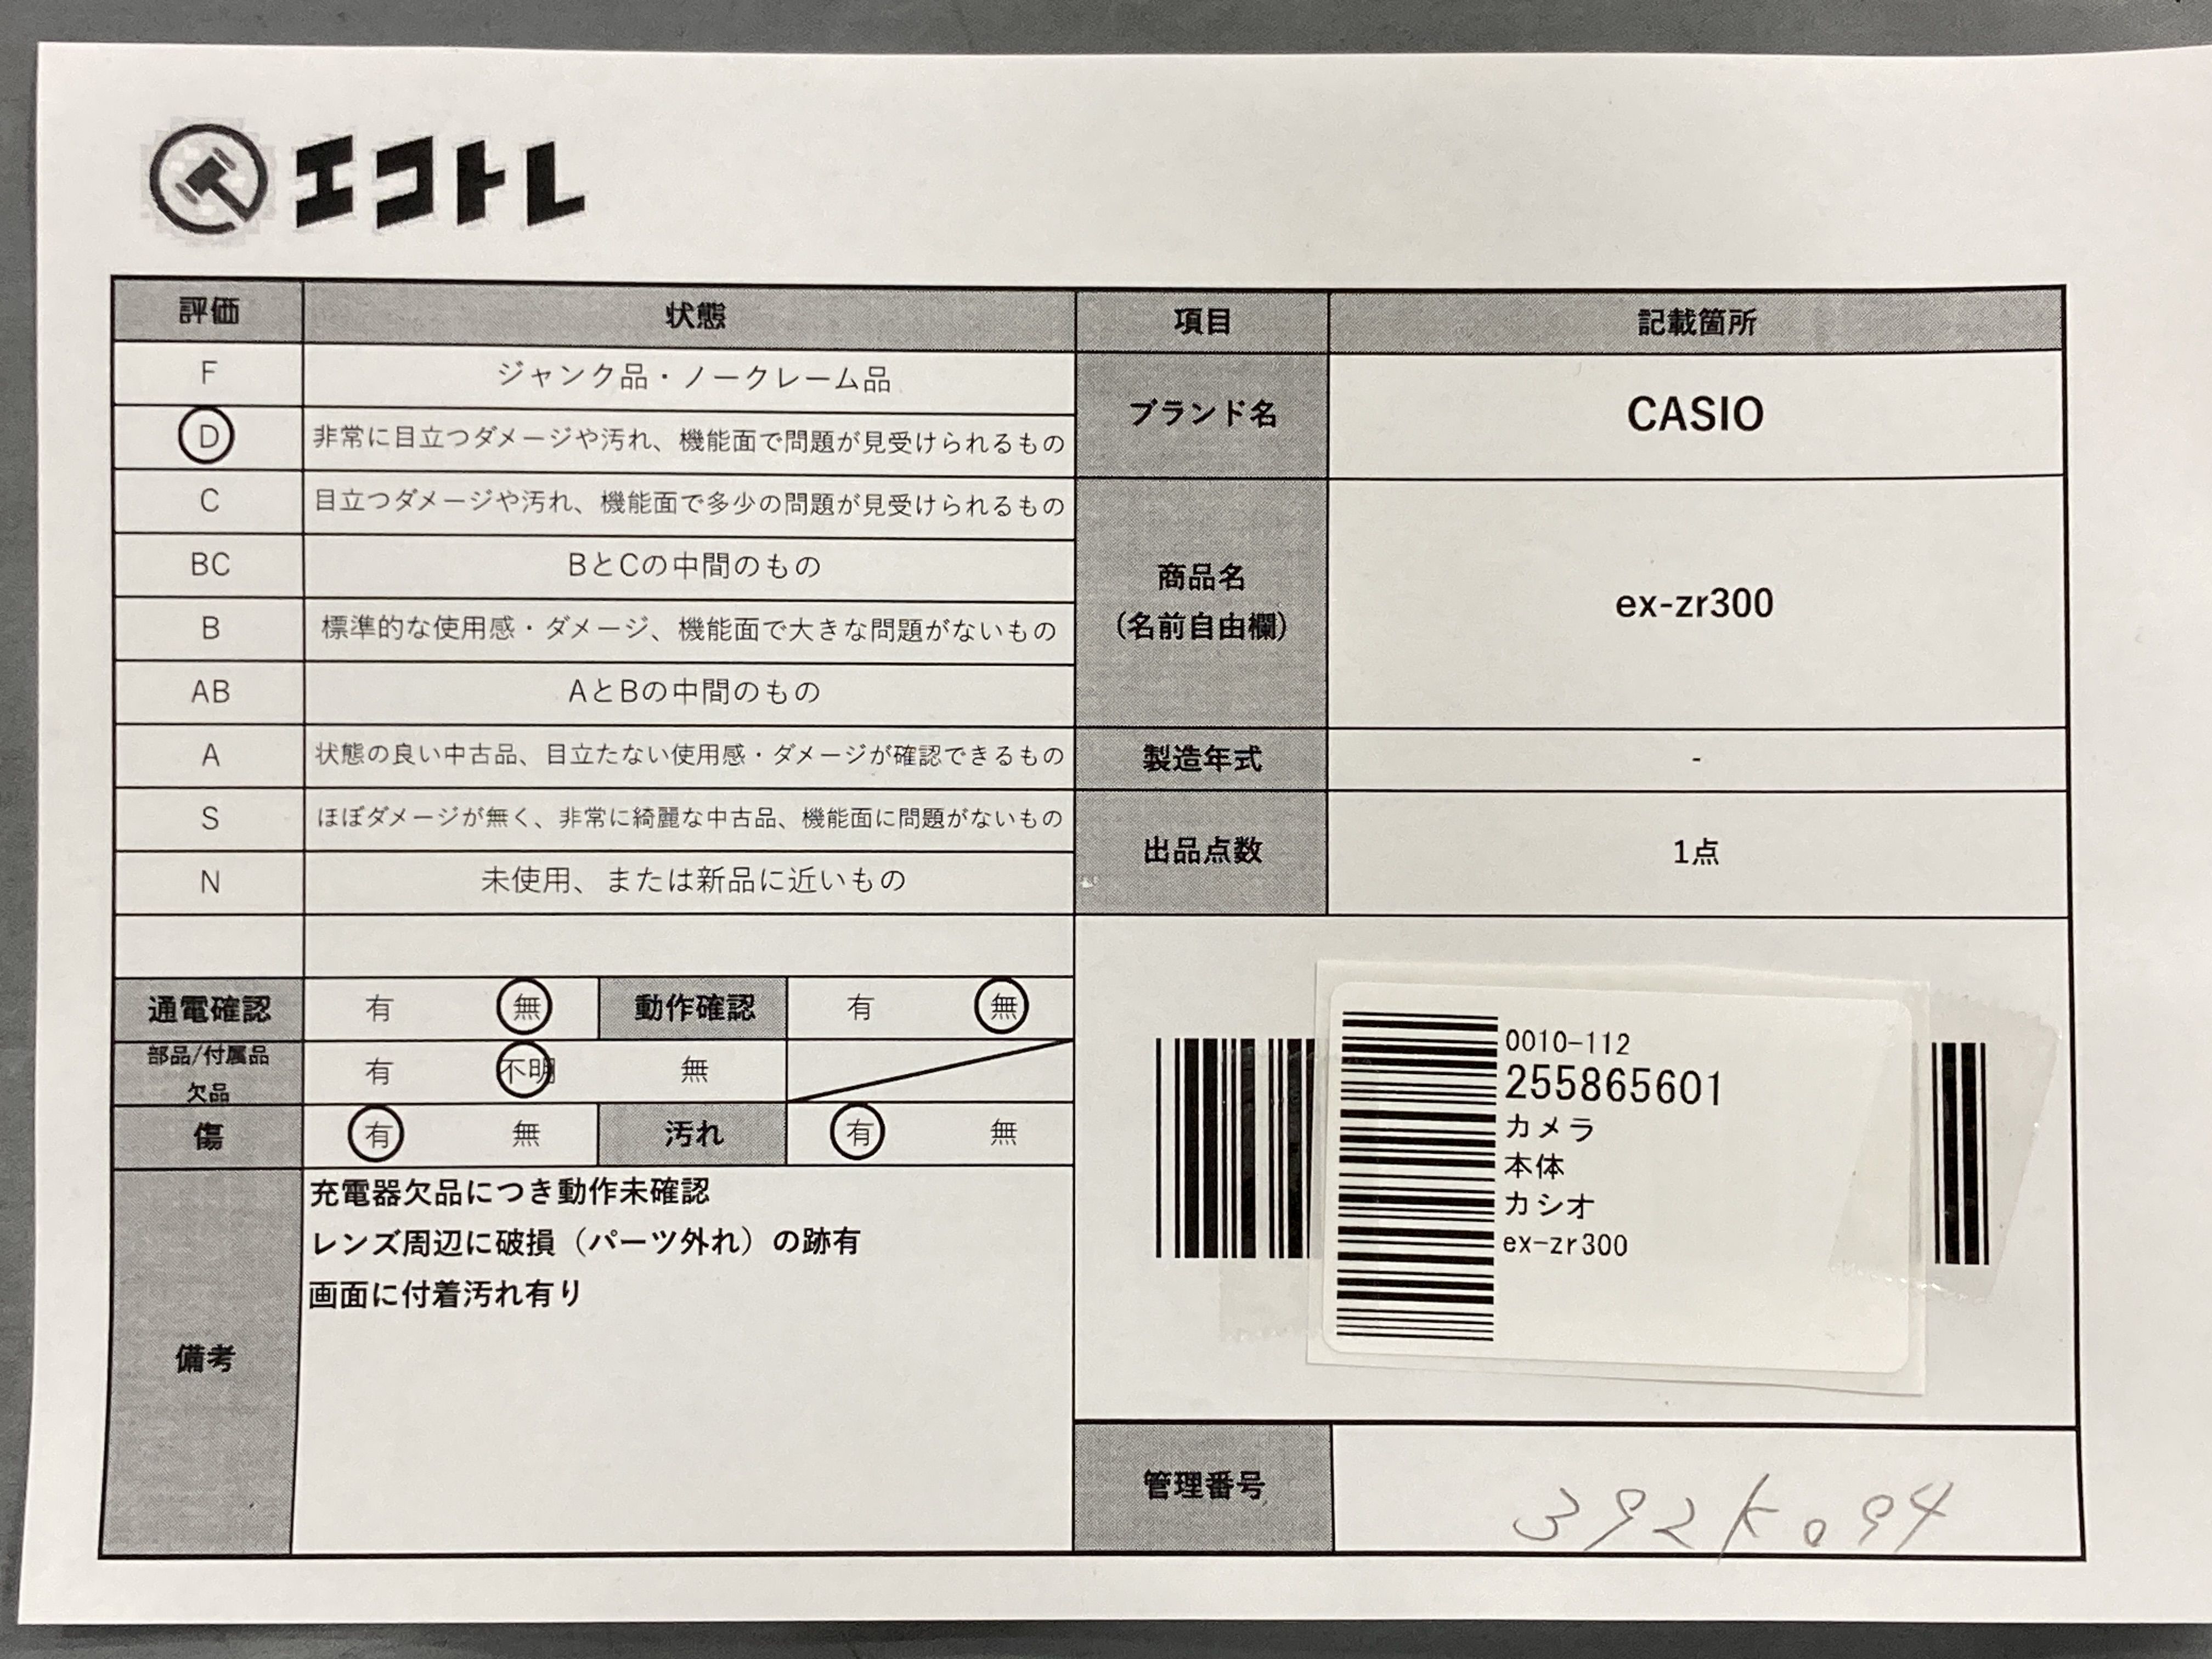 エコトレ
評価 状態 項目 記載箇所
F ジャンク品・ノークレーム品
D 非常に目立つダメージや汚れ、機能面で問題が見受けられるもの
ブランド名 CASIO
C 目立つダメージや汚れ、機能面で多少の問題が見受けられるもの
BC BとCの中間のもの
商品名
(名前自由欄)
ex-zr300
B 標準的な使用感・ダメージ、機能面で大きな問題がないもの
AB AとBの中間のもの
A 状態の良い中古品、目立たない使用感・ダメージが確認できるもの
製造年式 -
S ほぼダメージが無く、非常に綺麗な中古品、機能面に問題がないもの
出品点数 1点
N 未使用、または新品に近いもの
通電確認 有 無 動作確認 有 無
部品/付属品
欠品
有 不明 無
傷 有 無 汚れ 有 無
備考
充電器欠品につき動作未確認
レンズ周辺に破損（パーツ外れ）の跡有
画面に付着汚れ有り
0010-112
255865601
カメラ
本体
カシオ
ex-zr300
管理番号 392K094